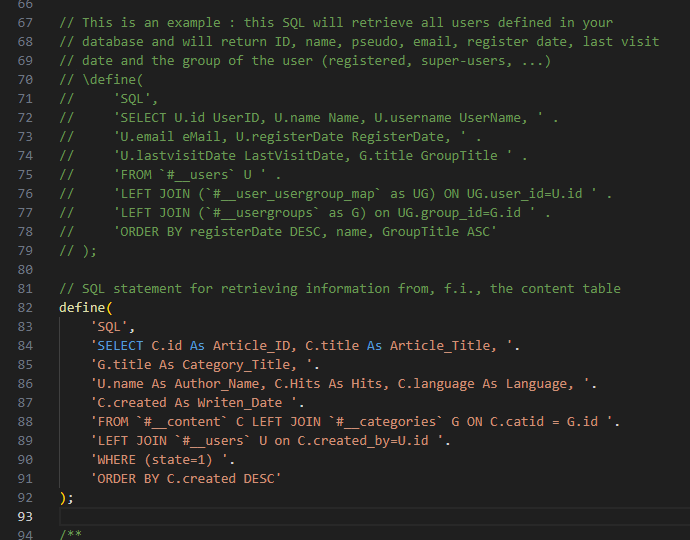 66
67 // This is an example : this SQL will retrieve all users defined in your
68 // database and will return ID, name, pseudo, email, register date, last visit
69 // date and the group of the user (registered, super-users, ...)
70 // \define(
71 //     'SQL',
72 //     'SELECT U.id UserID, U.name Name, U.username UserName, ' .
73 //     'U.email eMail, U.registerDate RegisterDate, ' .
74 //     'U.lastvisitDate LastVisitDate, G.title GroupTitle ' .
75 //     'FROM `#__users` U ' .
76 //     'LEFT JOIN (`#__user_usergroup_map` as UG) ON UG.user_id=U.id ' .
77 //     'LEFT JOIN (`#__usergroups` as G) on UG.group_id=G.id ' .
78 //     'ORDER BY registerDate DESC, name, GroupTitle ASC'
79 // );
80
81 // SQL statement for retrieving information from, f.i., the content table
82 define(
83     'SQL',
84     'SELECT C.id As Article_ID, C.title As Article_Title, '.
85     'G.title As Category_Title, '.
86     'U.name As Author_Name, C.Hits As Hits, C.language As Language, '.
87     'C.created As Writen_Date '.
88     'FROM `#__content` C LEFT JOIN `#__categories` G ON C.catid = G.id '.
89     'LEFT JOIN `#__users` U on C.created_by=U.id '.
90     'WHERE (state=1) '.
91     'ORDER BY C.created DESC'
92 );
93
94 /**